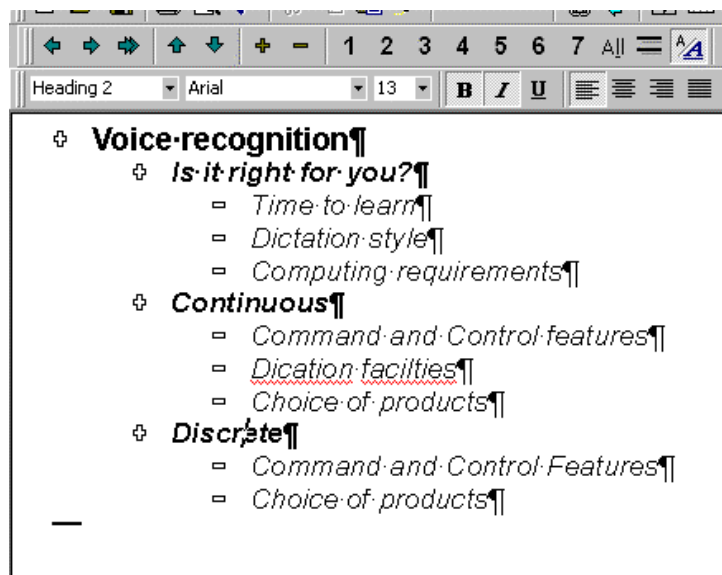 1 2 3 4 5 6 7 All A A
Heading 2 Arial 13 B I U
Voice·recognition¶
Is·it·right·for·you?¶
Time·to·learn¶
Dictation·style¶
Computing·requirements¶
Continuous¶
Command·and·Control·features¶
Dication·facilties¶
Choice·of·products¶
Discrete¶
Command·and·Control·Features¶
Choice·of·products¶